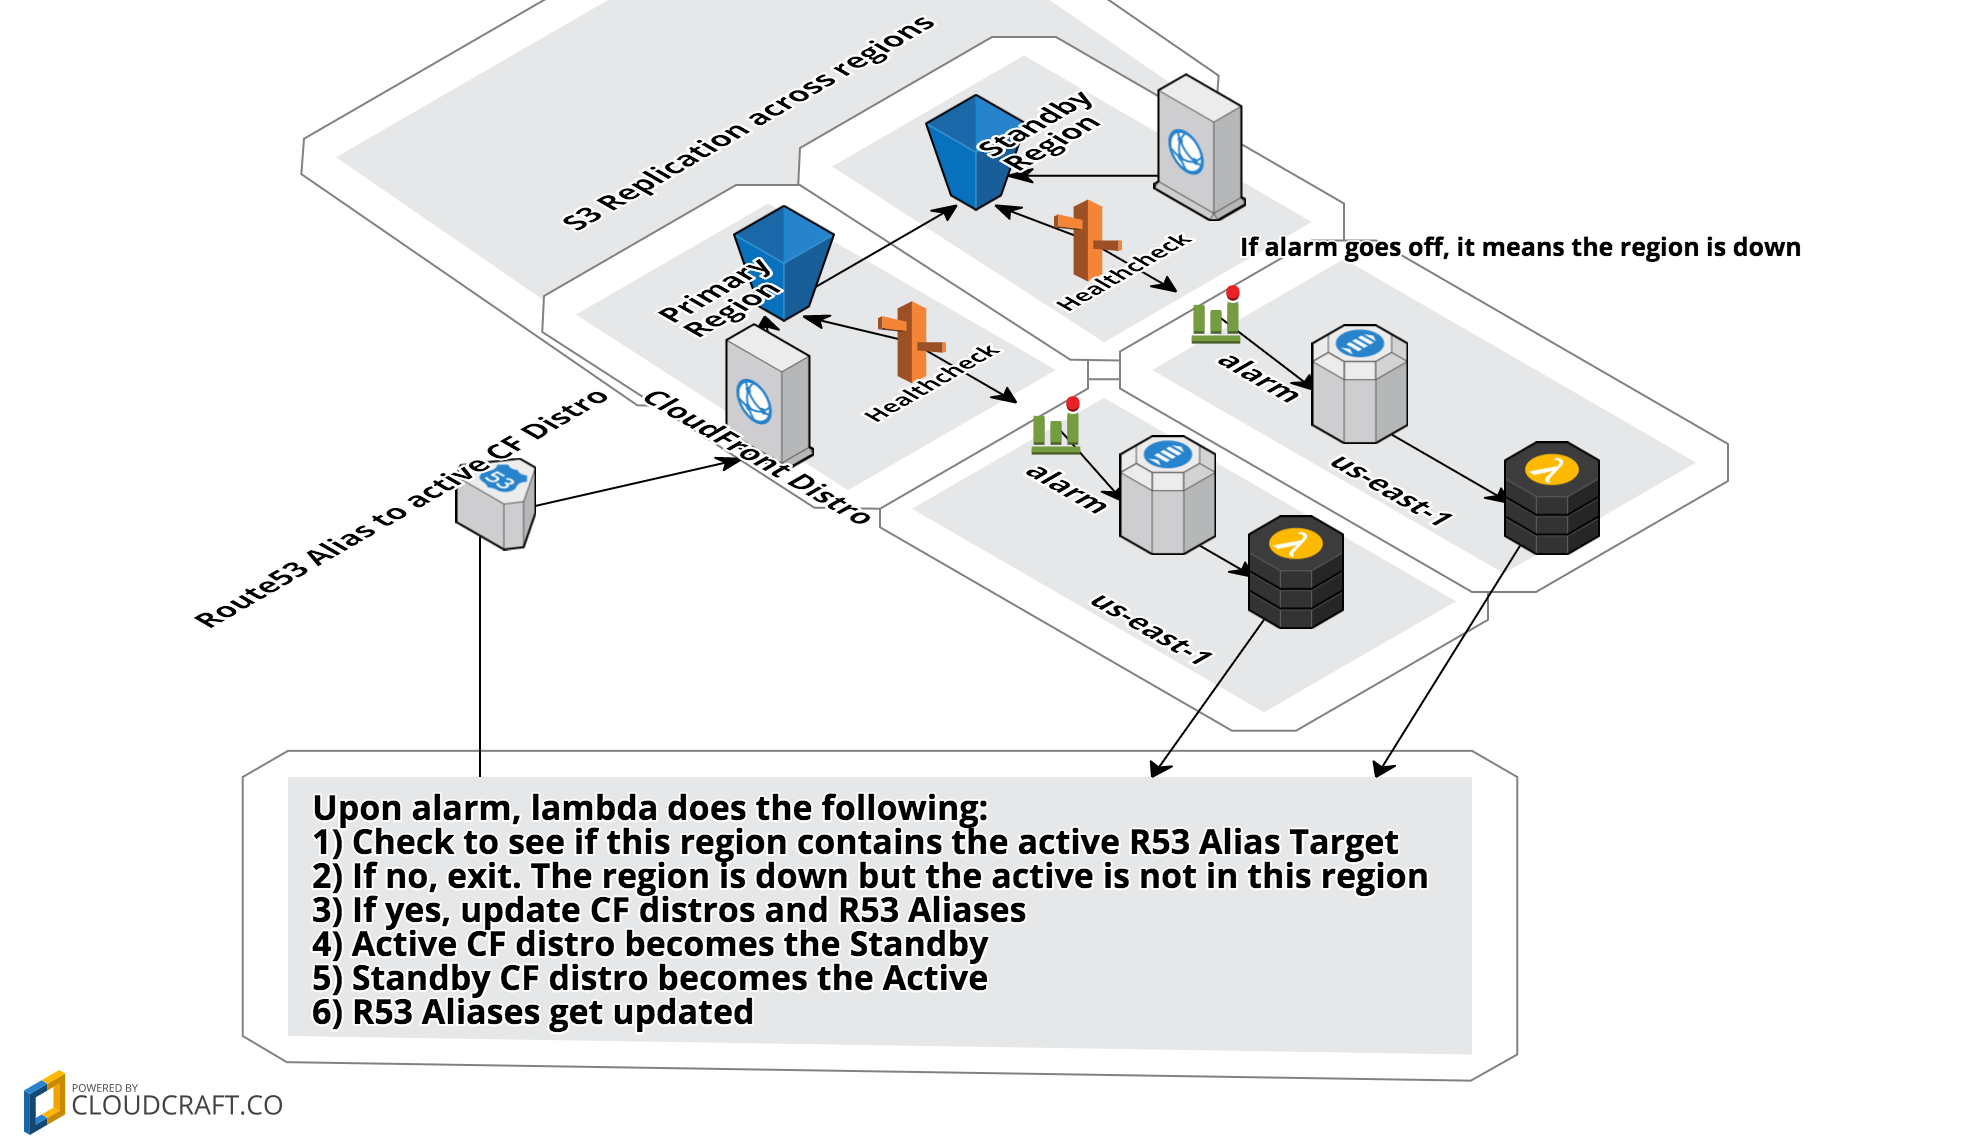 S3 Replication across regions
Standby
Region
Healthcheck
If alarm goes off, it means the region is down
Primary
Region
Healthcheck
alarm
us-east-1
CloudFront Distro
Route53 Alias to active CF Distro
53
alarm
us-east-1
λ
λ
Upon alarm, lambda does the following:
1) Check to see if this region contains the active R53 Alias Target
2) If no, exit. The region is down but the active is not in this region
3) If yes, update CF distros and R53 Aliases
4) Active CF distro becomes the Standby
5) Standby CF distro becomes the Active
6) R53 Aliases get updated
POWERED BY
CLOUDCRAFT.CO